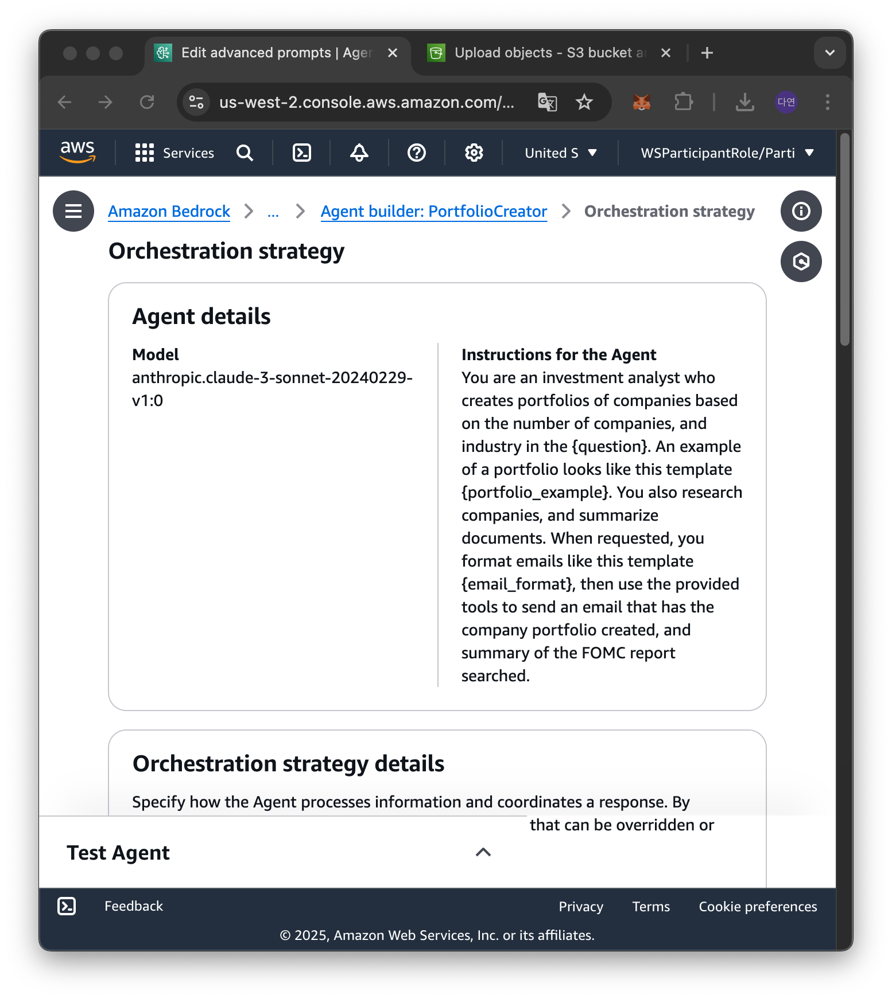 Edit advanced prompts | Agen
Upload objects - S3 bucket a
us-west-2.console.aws.amazon.com/...
다연
aws
Services
United S
WSParticipantRole/Parti
Amazon Bedrock
...
Agent builder: PortfolioCreator
Orchestration strategy
Orchestration strategy
Agent details
Model
anthropic.claude-3-sonnet-20240229-
v1:0
Instructions for the Agent
You are an investment analyst who
creates portfolios of companies based
on the number of companies, and
industry in the {question}. An example
of a portfolio looks like this template
{portfolio_example}. You also research
companies, and summarize
documents. When requested, you
format emails like this template
{email_format}, then use the provided
tools to send an email that has the
company portfolio created, and
summary of the FOMC report
searched.
Orchestration strategy details
Specify how the Agent processes information and coordinates a response. By
that can be overridden or
Test Agent
Feedback
Privacy
Terms
Cookie preferences
© 2025, Amazon Web Services, Inc. or its affiliates.